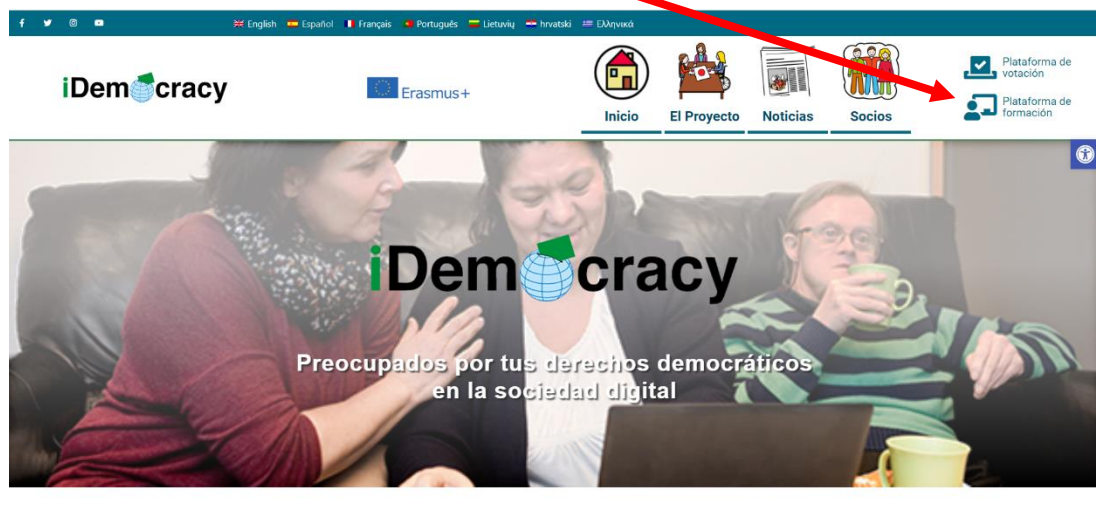 English Español Français Português Lietuvių hrvatski Ελληνικά
iDemocracy
Erasmus+
Inicio El Proyecto Noticias Socios
Plataforma de
votación
Plataforma de
formación
iDemocracy
Preocupados por tus derechos democráticos
en la sociedad digital